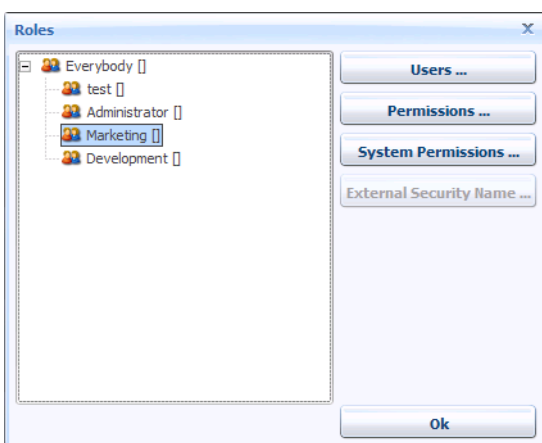 Roles
Everybody []
test []
Administrator []
Marketing []
Development []
Users ...
Permissions ...
System Permissions ...
External Security Name ...
Ok